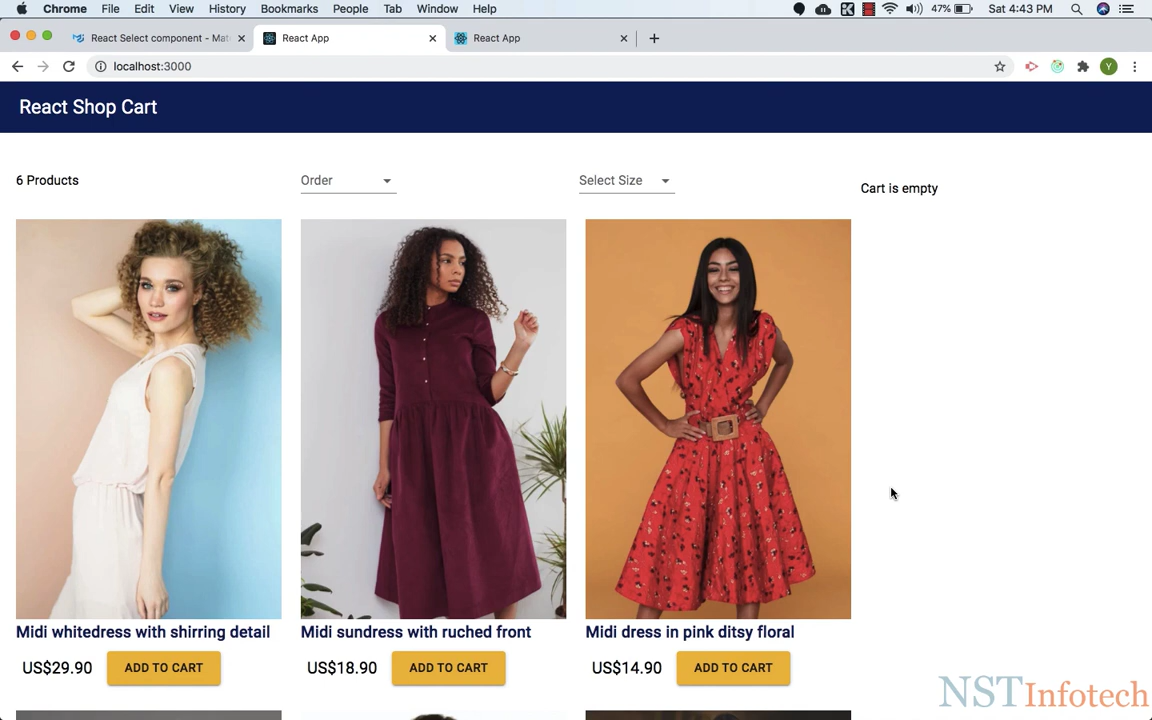 Chrome File Edit View History Bookmarks People Tab Window Help 47% Sat 4:43 PM
React Select component - Mat React App React App
localhost:3000 Y
React Shop Cart
6 Products Order Select Size Cart is empty
Midi whitedress with shirring detail Midi sundress with ruched front Midi dress in pink ditsy floral
US$29.90 ADD TO CART US$18.90 ADD TO CART US$14.90 ADD TO CART
NSTInfotech